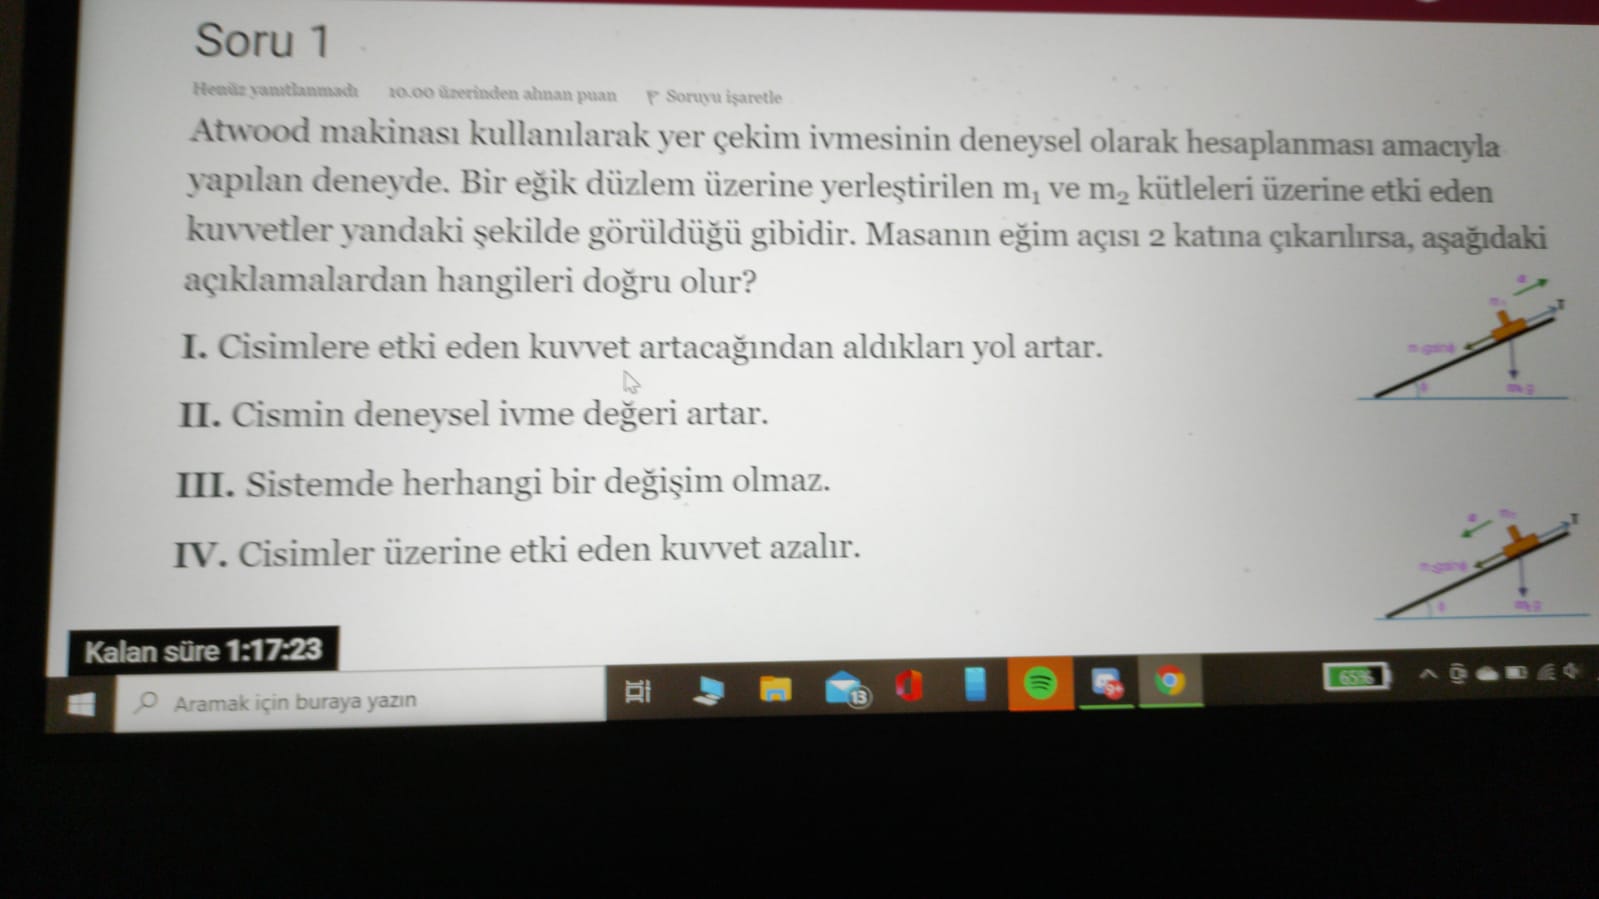 Soru 1
Henüz yanıtlanmadı 10.00 üzerinden alınan puan Soruyu işaretle
Atwood makinası kullanılarak yer çekim ivmesinin deneysel olarak hesaplanması amacıyla
yapılan deneyde. Bir eğik düzlem üzerine yerleştirilen m₁ ve m₂ kütleleri üzerine etki eden
kuvvetler yandaki şekilde görüldüğü gibidir. Masanın eğim açısı 2 katına çıkarılırsa, aşağıdaki
açıklamalardan hangileri doğru olur?
I. Cisimlere etki eden kuvvet artacağından aldıkları yol artar.
II. Cismin deneysel ivme değeri artar.
III. Sistemde herhangi bir değişim olmaz.
IV. Cisimler üzerine etki eden kuvvet azalır.
T
T
Kalan süre 1:17:23
Aramak için buraya yazın
13
9+
65%